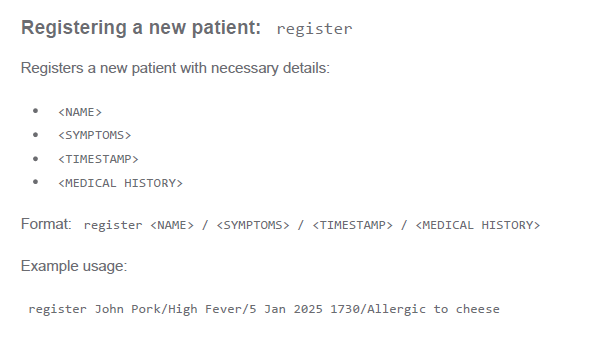 Registering a new patient: register
Registers a new patient with necessary details:
• <NAME>
• <SYMPTOMS>
• <TIMESTAMP>
• <MEDICAL HISTORY>
Format: register <NAME> / <SYMPTOMS> / <TIMESTAMP> / <MEDICAL HISTORY>
Example usage:
register John Pork/High Fever/5 Jan 2025 1730/Allergic to cheese